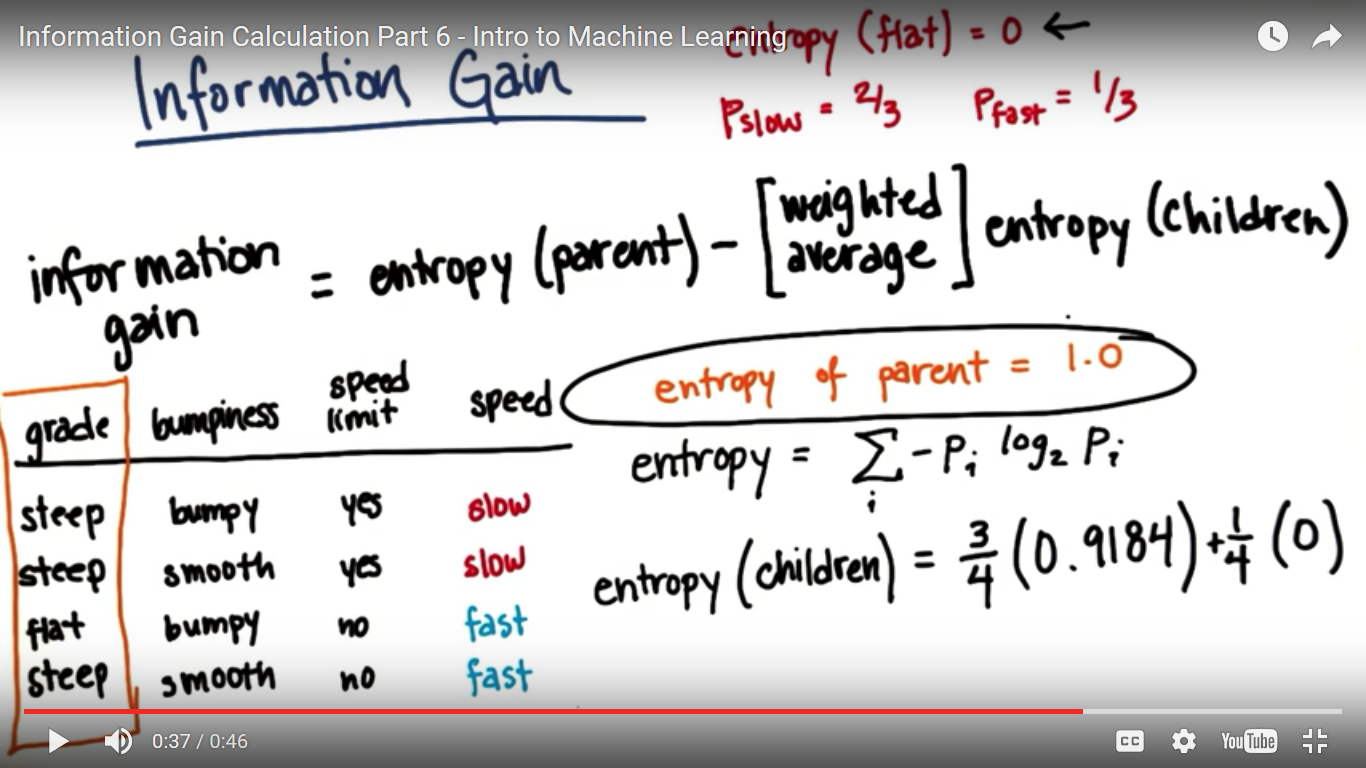 Information Gain Calculation Part 6 - Intro to Machine Learning
entropy (flat) = 0 ←
Information Gain
Pslow = 2/3 Pfast = 1/3
information gain = entropy (parent) - [weighted average] entropy (children)
entropy of parent = 1.0
grade bumpiness speed limit speed
entropy = ∑i -Pi log2 Pi
steep bumpy yes slow
entropy (children) = 3/4 (0.9184) + 1/4 (0)
steep smooth yes slow
flat bumpy no fast
steep smooth no fast
0:37 / 0:46
CC
YouTube